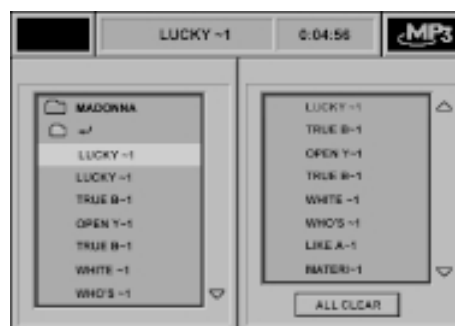 LUCKY ~1
0:04:56
MP3
MADONNA
LUCKY ~1
LUCKY ~1
TRUE B~1
OPEN Y~1
TRUE B~1
WHITE ~1
WHO'S ~1
LUCKY ~1
TRUE B~1
OPEN Y~1
TRUE B~1
WHITE ~1
WHO'S ~1
LIKE A~1
MATERI~1
ALL CLEAR